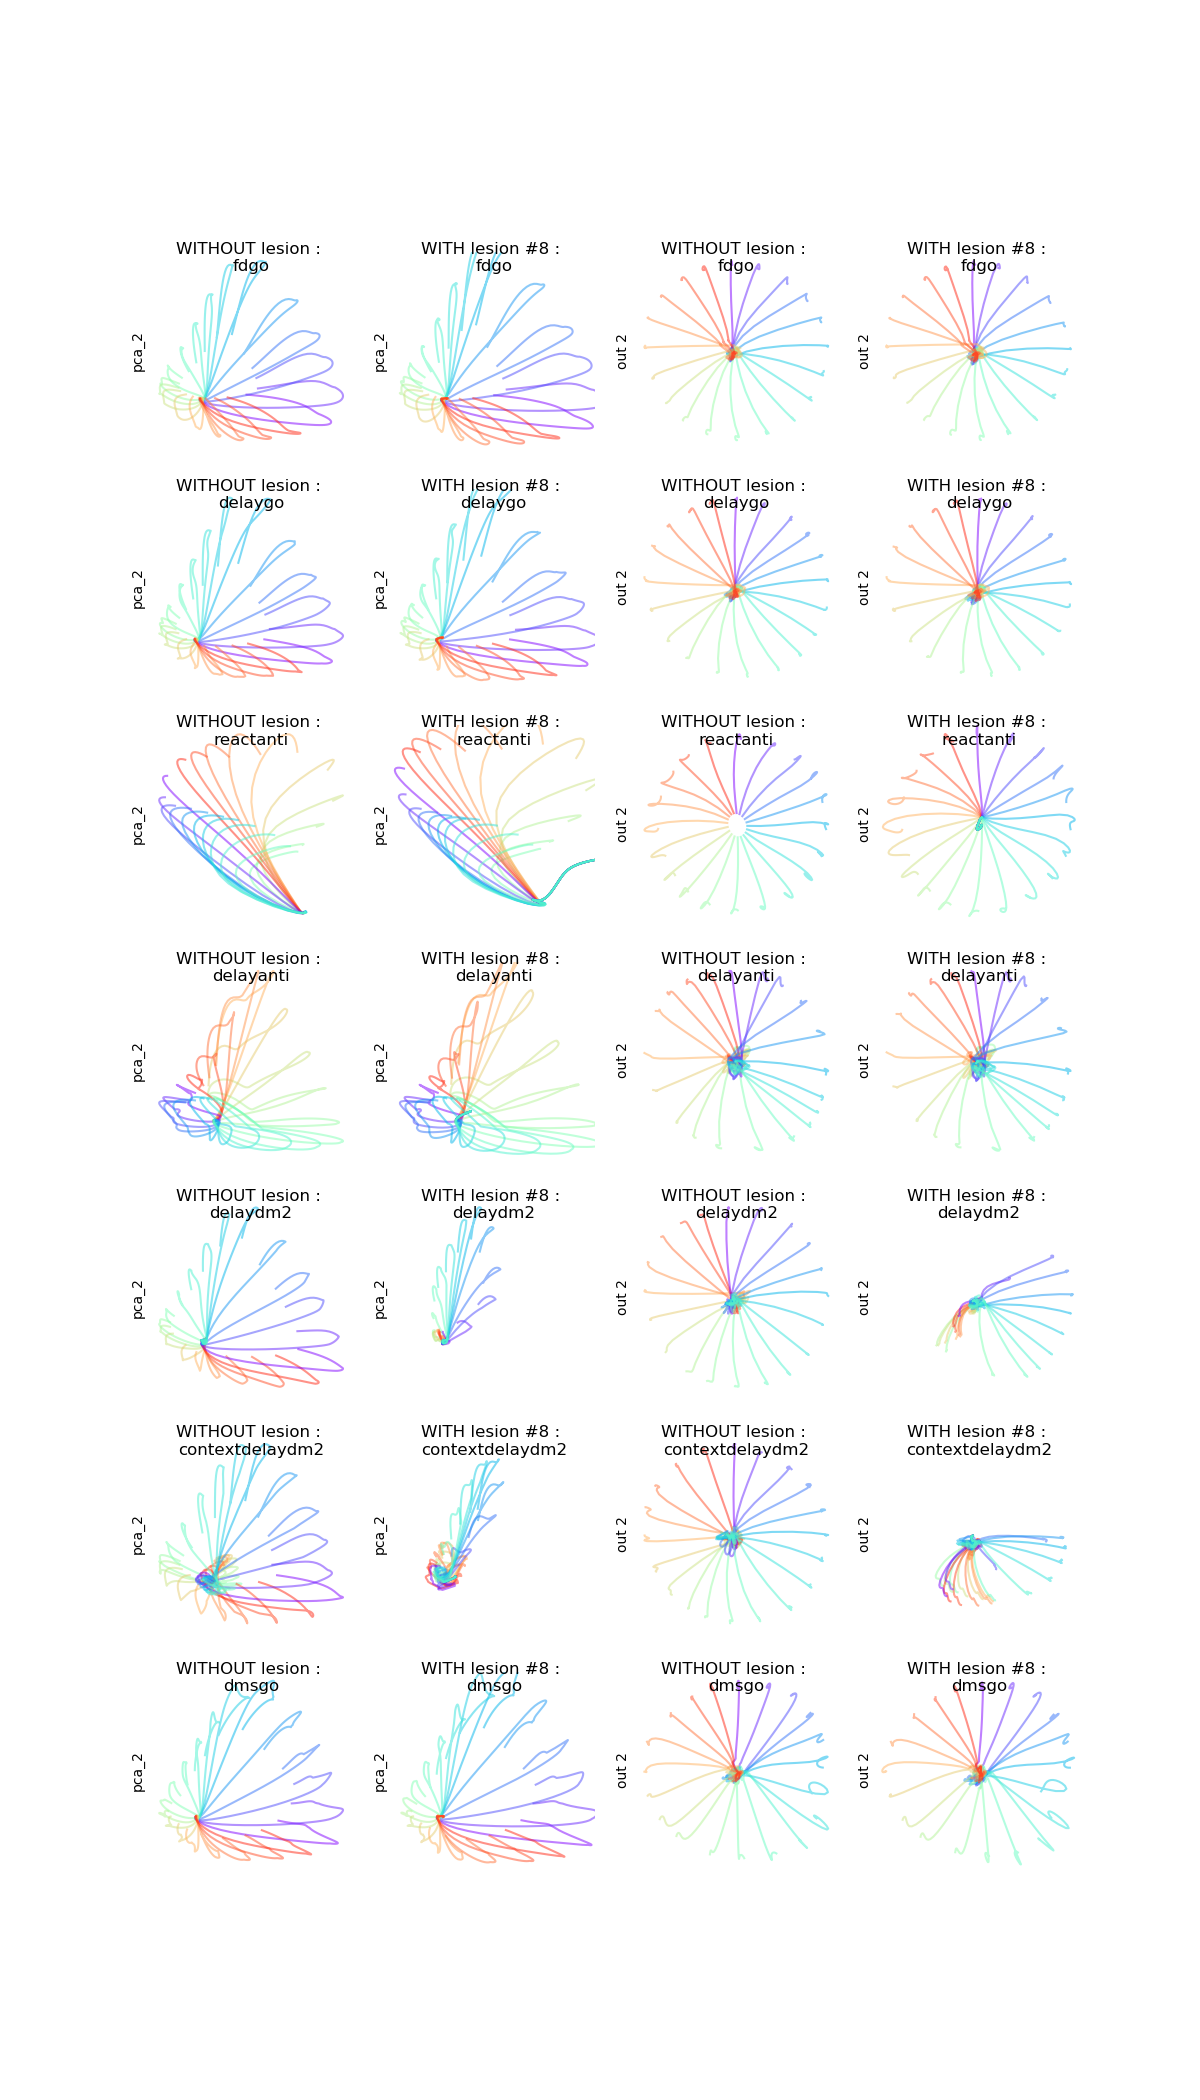 WITHOUT lesion :
fdgo
WITH lesion #8 :
fdgo
WITHOUT lesion :
fdgo
WITH lesion #8 :
fdgo
pca_2
pca_2
out 2
out 2
WITHOUT lesion :
delaygo
WITH lesion #8 :
delaygo
WITHOUT lesion :
delaygo
WITH lesion #8 :
delaygo
pca_2
pca_2
out 2
out 2
WITHOUT lesion :
reactanti
WITH lesion #8 :
reactanti
WITHOUT lesion :
reactanti
WITH lesion #8 :
reactanti
pca_2
pca_2
out 2
out 2
WITHOUT lesion :
delayanti
WITH lesion #8 :
delayanti
WITHOUT lesion :
delayanti
WITH lesion #8 :
delayanti
pca_2
pca_2
out 2
out 2
WITHOUT lesion :
delaydm2
WITH lesion #8 :
delaydm2
WITHOUT lesion :
delaydm2
WITH lesion #8 :
delaydm2
pca_2
pca_2
out 2
out 2
WITHOUT lesion :
contextdelaydm2
WITH lesion #8 :
contextdelaydm2
WITHOUT lesion :
contextdelaydm2
WITH lesion #8 :
contextdelaydm2
pca_2
pca_2
out 2
out 2
WITHOUT lesion :
dmsgo
WITH lesion #8 :
dmsgo
WITHOUT lesion :
dmsgo
WITH lesion #8 :
dmsgo
pca_2
pca_2
out 2
out 2